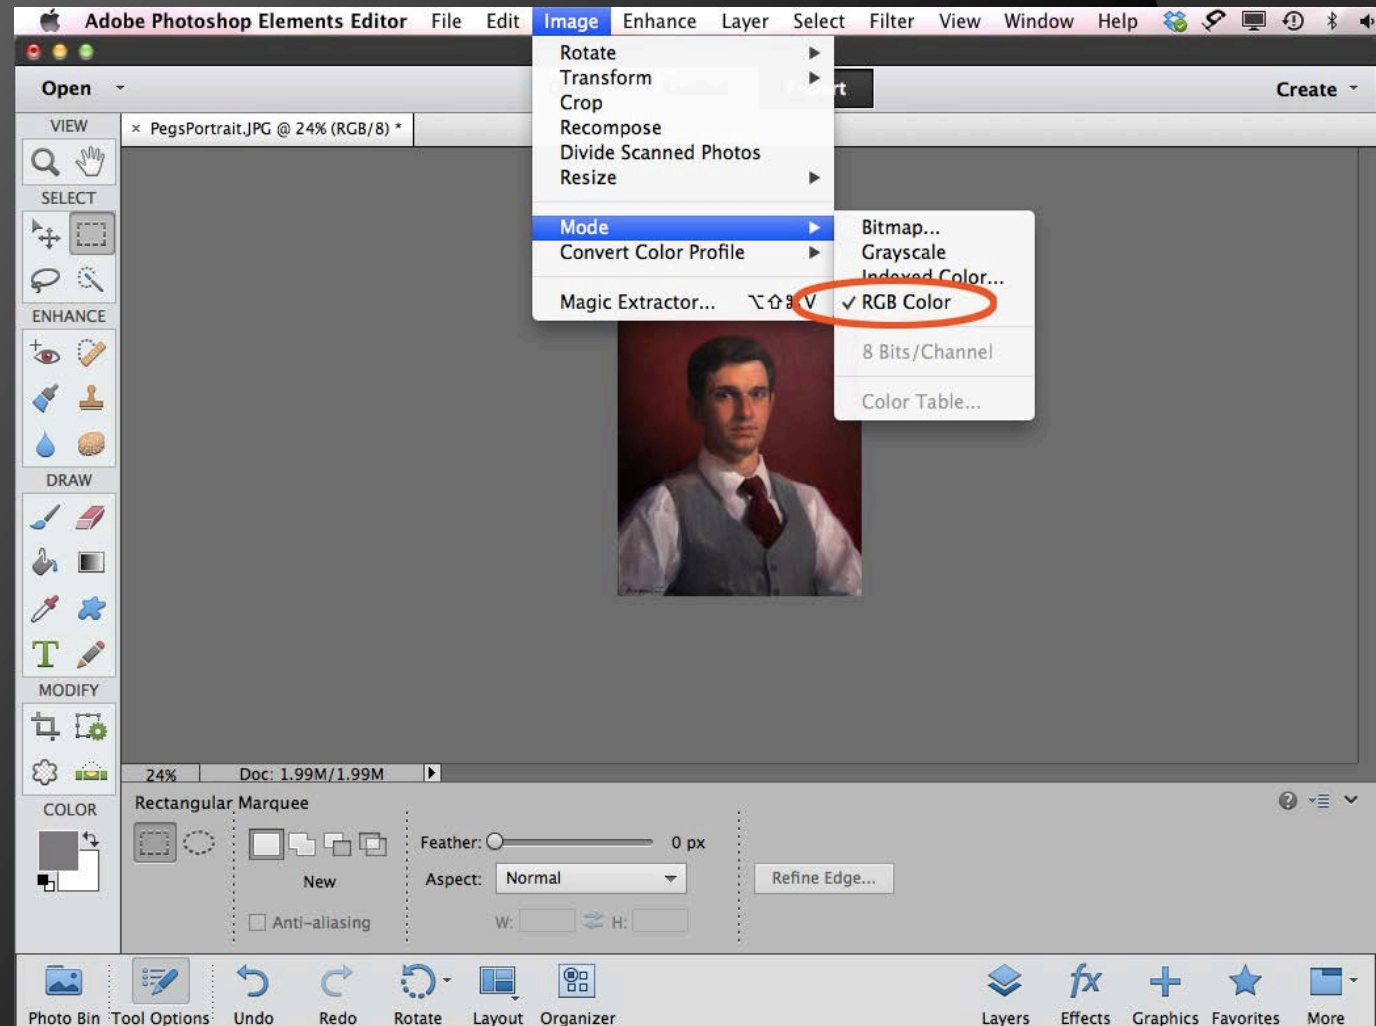 Adobe Photoshop Elements Editor File Edit Image Enhance Layer Select Filter View Window Help
Open
Create
VIEW
× PegsPortrait.JPG @ 24% (RGB/8) *
Rotate
Transform
Crop
Recompose
Divide Scanned Photos
Resize
Mode
Convert Color Profile
Magic Extractor... ⌥⇧⌘V
Bitmap...
Grayscale
Indexed Color...
✓ RGB Color
8 Bits/Channel
Color Table...
SELECT
ENHANCE
DRAW
T
MODIFY
COLOR
24% Doc: 1.99M/1.99M
Rectangular Marquee
Feather: 0 px
New
Aspect: Normal
Refine Edge...
Anti-aliasing
W: H:
fx
Photo Bin Tool Options Undo Redo Rotate Layout Organizer Layers Effects Graphics Favorites More